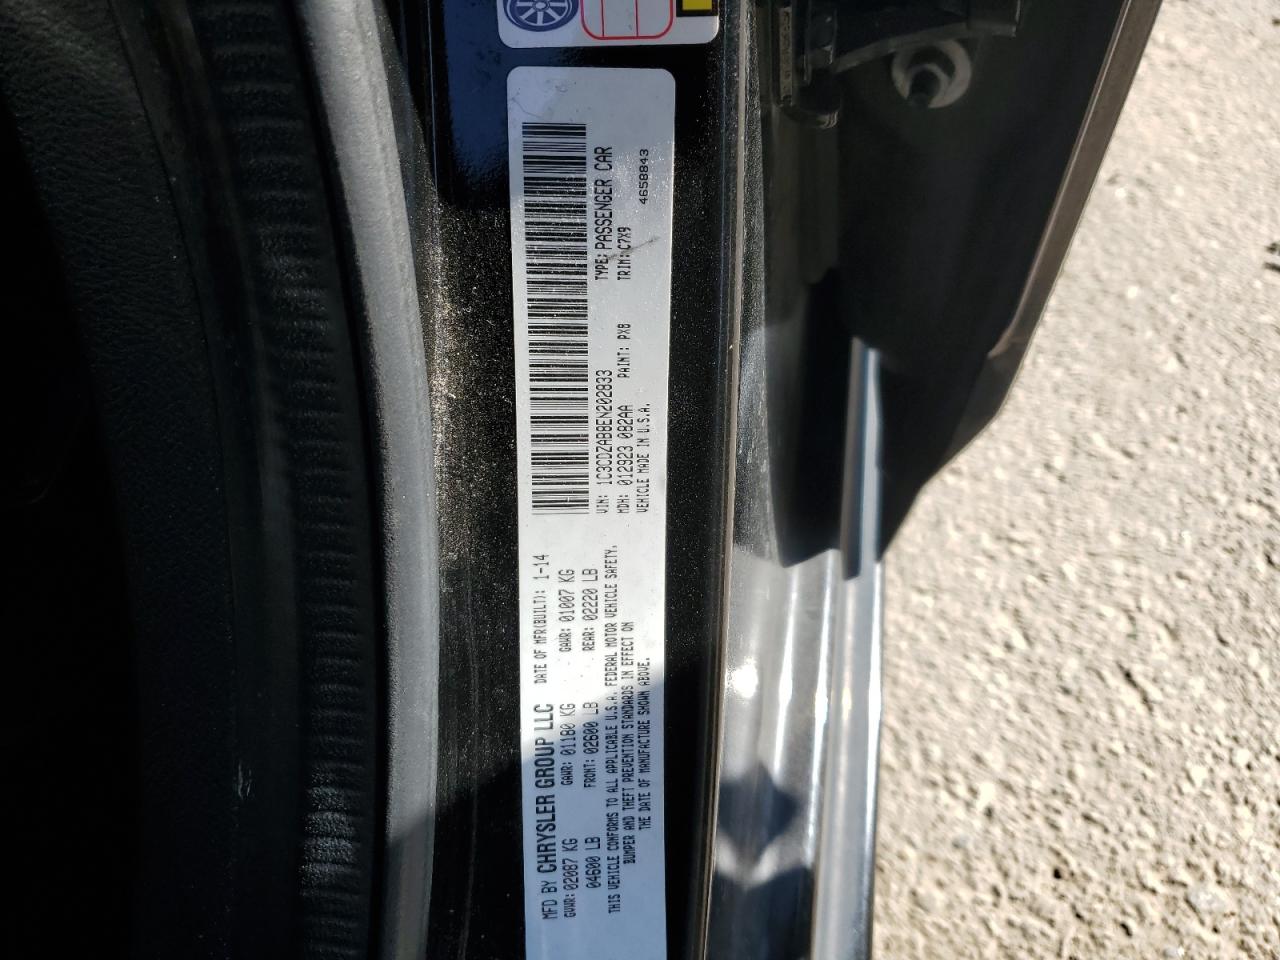 MFD BY CHRYSLER GROUP LLC DATE OF MFR(BUILT): 1-14
GVWR: 02087 KG GAWR: 01180 KG GAWR: 01007 KG
04600 LB FRONT: 02600 LB REAR: 02220 LB
THIS VEHICLE CONFORMS TO ALL APPLICABLE U.S.A. FEDERAL MOTOR VEHICLE SAFETY,
BUMPER AND THEFT PREVENTION STANDARDS IN EFFECT ON
THE DATE OF MANUFACTURE SHOWN ABOVE.
VIN: 1C3CDZAB8EN202833 TYPE: PASSENGER CAR
MDH: 012923 082AA PAINT: PX8 TRIM: C7X9
VEHICLE MADE IN U.S.A. 4658843